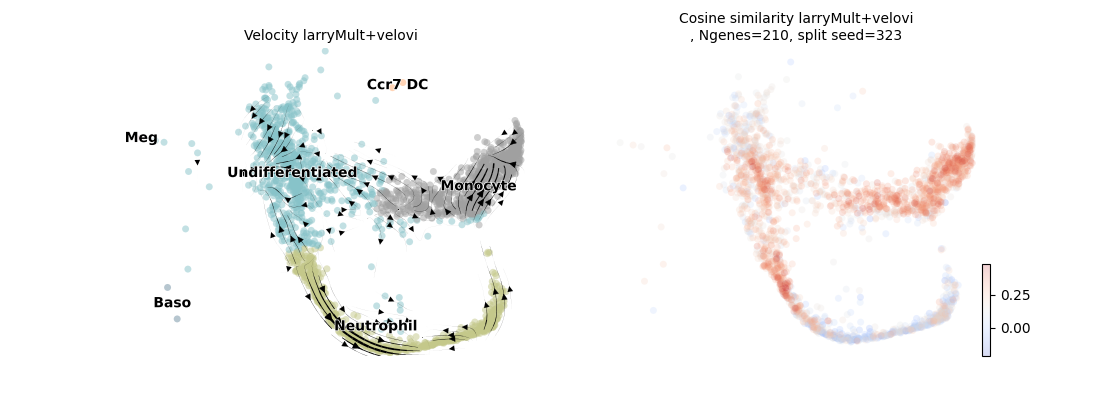 Velocity larryMult+velovi
Cosine similarity larryMult+velovi
, Ngenes=210, split seed=323
Ccr7 DC
Meg
Undifferentiated
Monocyte
Baso
Neutrophil
0.25
0.00